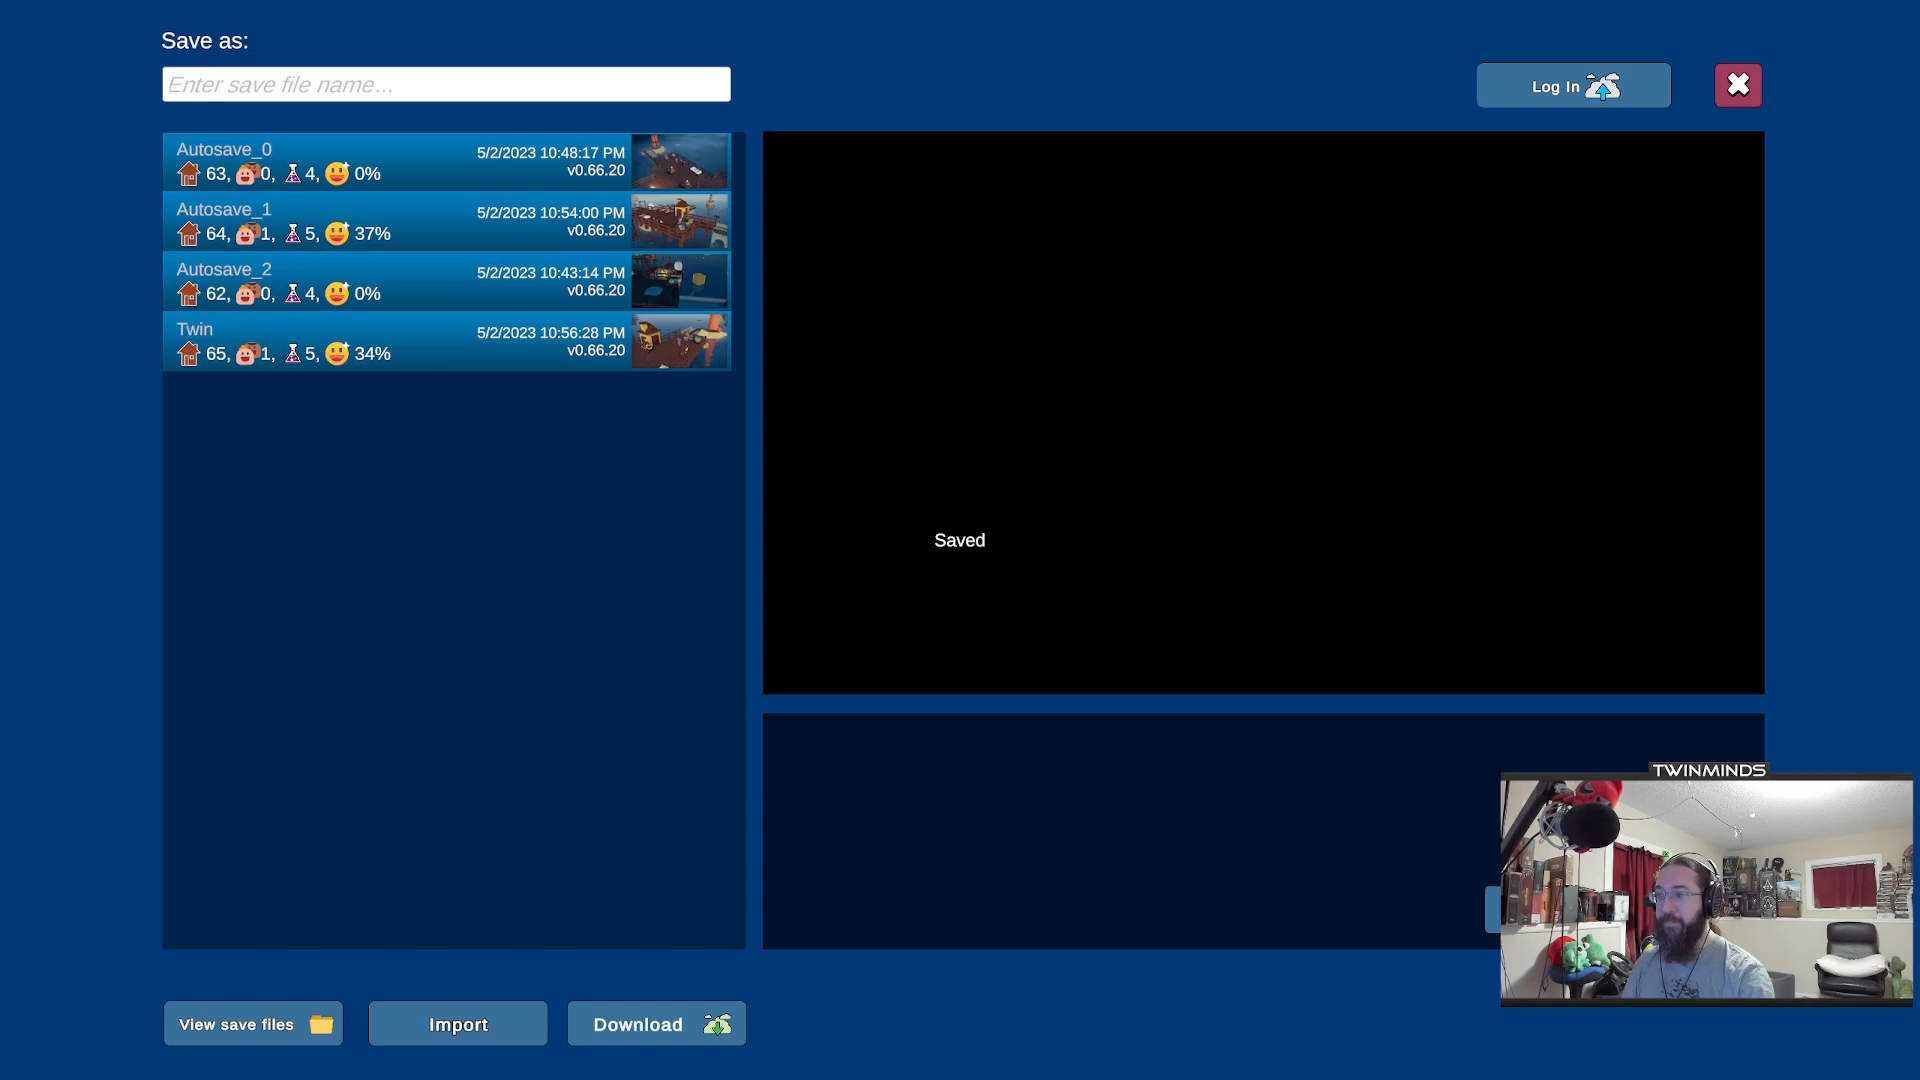 Save as:
Enter save file name...
Log In
Autosave_0
5/2/2023 10:48:17 PM
63, 0, 4, 0%
v0.66.20
Autosave_1
5/2/2023 10:54:00 PM
64, 1, 5, 37%
v0.66.20
Autosave_2
5/2/2023 10:43:14 PM
62, 0, 4, 0%
v0.66.20
Twin
5/2/2023 10:56:28 PM
65, 1, 5, 34%
v0.66.20
Saved
TWINMINDS
View save files
Import
Download